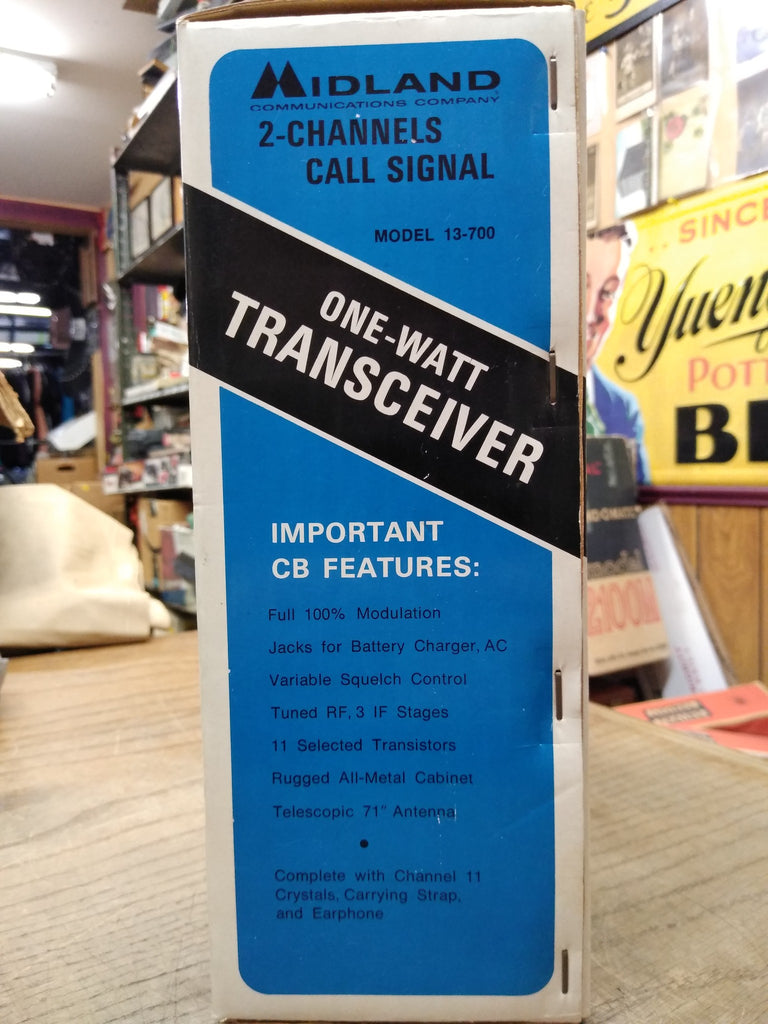 MIDLAND
COMMUNICATIONS COMPANY
2-CHANNELS
CALL SIGNAL
MODEL 13-700
ONE-WATT
TRANSCEIVER
IMPORTANT
CB FEATURES:
Full 100% Modulation
Jacks for Battery Charger, AC
Variable Squelch Control
Tuned RF, 3 IF Stages
11 Selected Transistors
Rugged All-Metal Cabinet
Telescopic 71" Antenna
•
Complete with Channel 11
Crystals, Carrying Strap,
and Earphone
SINCE
Yuen
POTT
BE